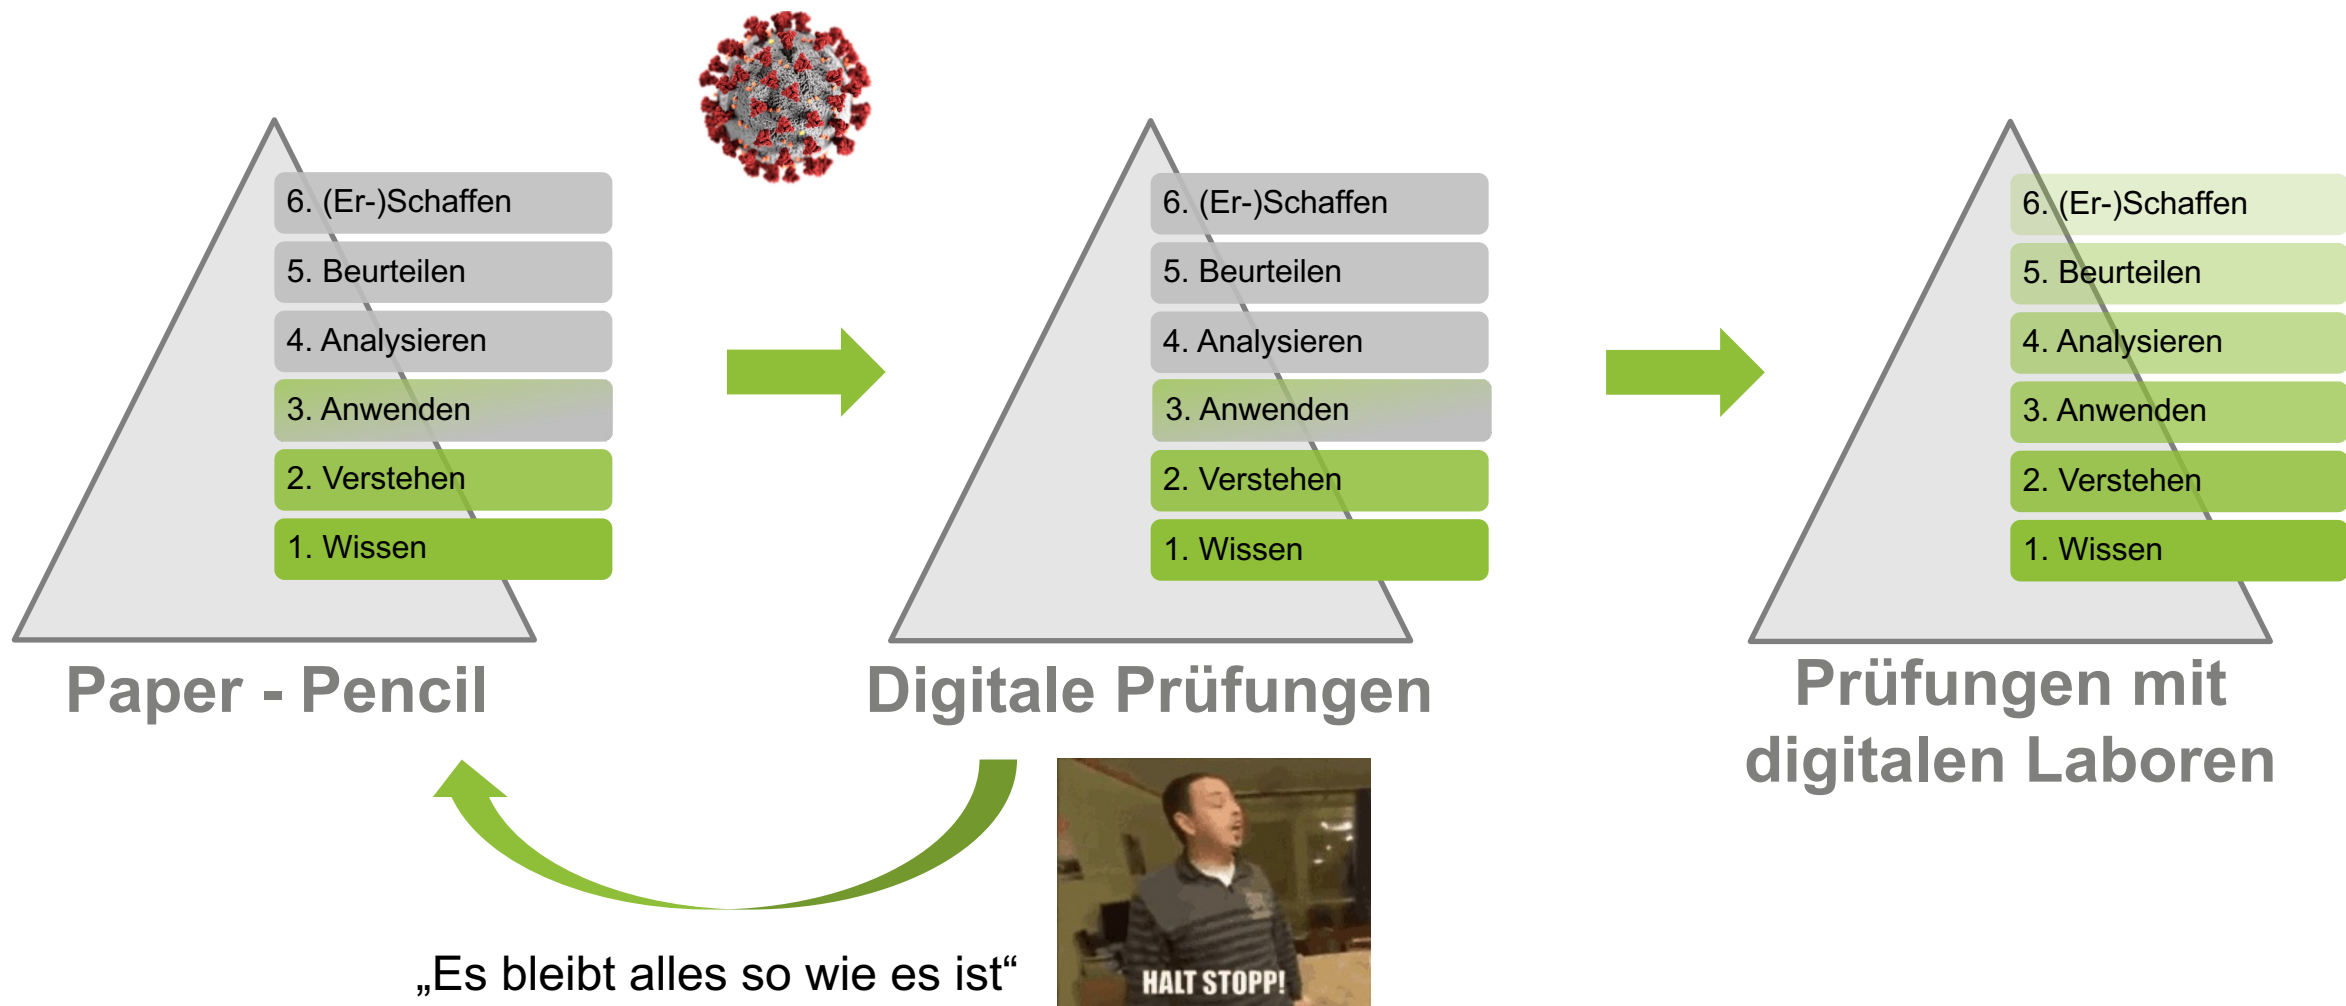 6. (Er-)Schaffen
5. Beurteilen
4. Analysieren
3. Anwenden
2. Verstehen
1. Wissen
Paper - Pencil
6. (Er-)Schaffen
5. Beurteilen
4. Analysieren
3. Anwenden
2. Verstehen
1. Wissen
Digitale Prüfungen
6. (Er-)Schaffen
5. Beurteilen
4. Analysieren
3. Anwenden
2. Verstehen
1. Wissen
Prüfungen mit
digitalen Laboren
„Es bleibt alles so wie es ist“
HALT STOPP!